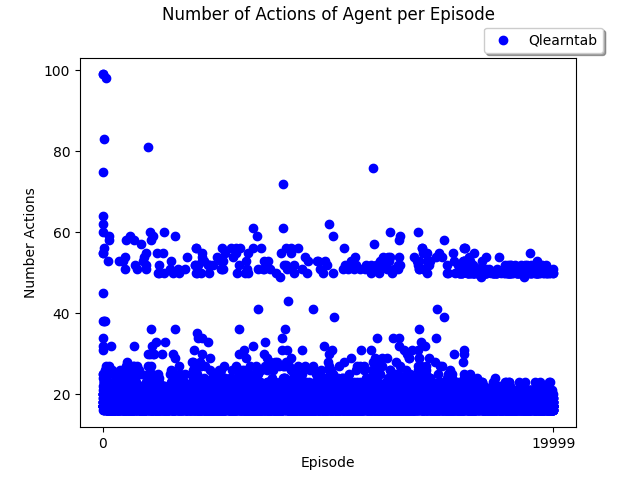 Number of Actions of Agent per Episode
Qlearntab
100
80
60
40
20
Number Actions
0
19999
Episode